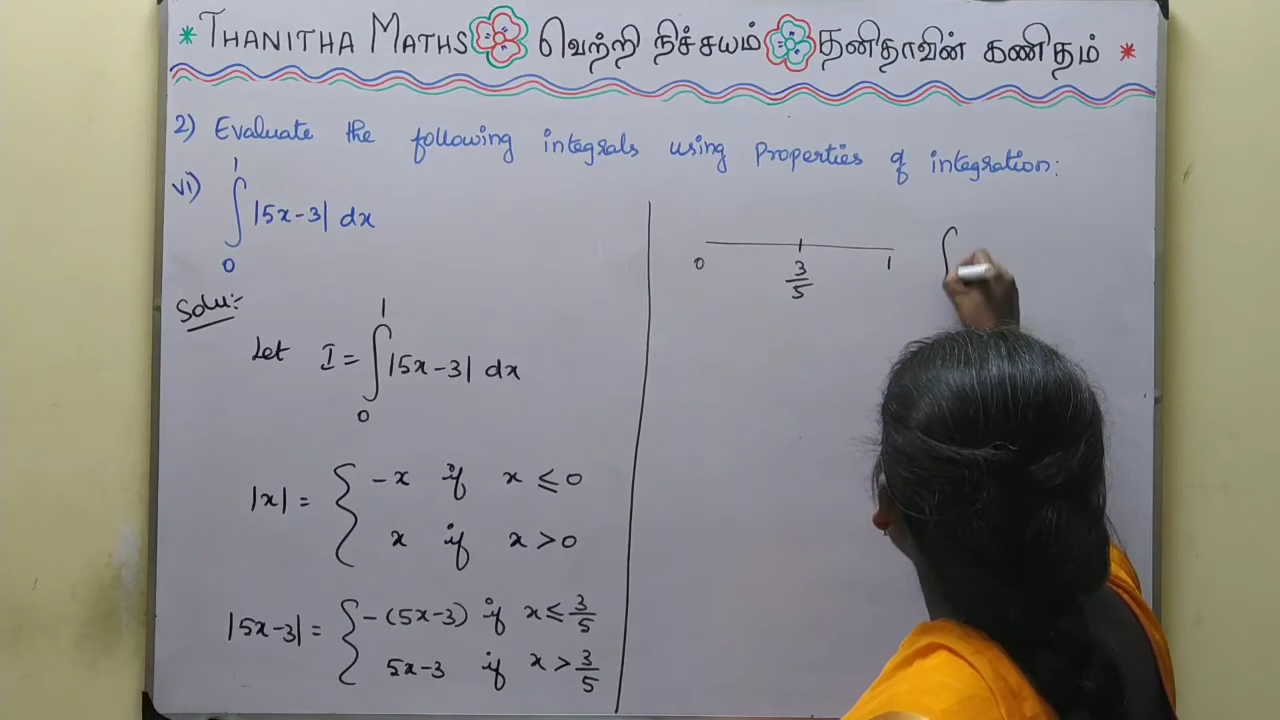 * THANITHA MATHS வெற்றி நிச்சயம் தனிதாவின் கணிதம் *
2) Evaluate the following integrals using Properties of integration:
vi) ∫₀¹ |5x-3| dx
Solu:-
Let I = ∫₀¹ |5x-3| dx
|x| = { -x if x ≤ 0
x if x > 0
|5x-3| = { -(5x-3) if x ≤ 3/5
5x-3 if x > 3/5
0 3/5 1 ∫